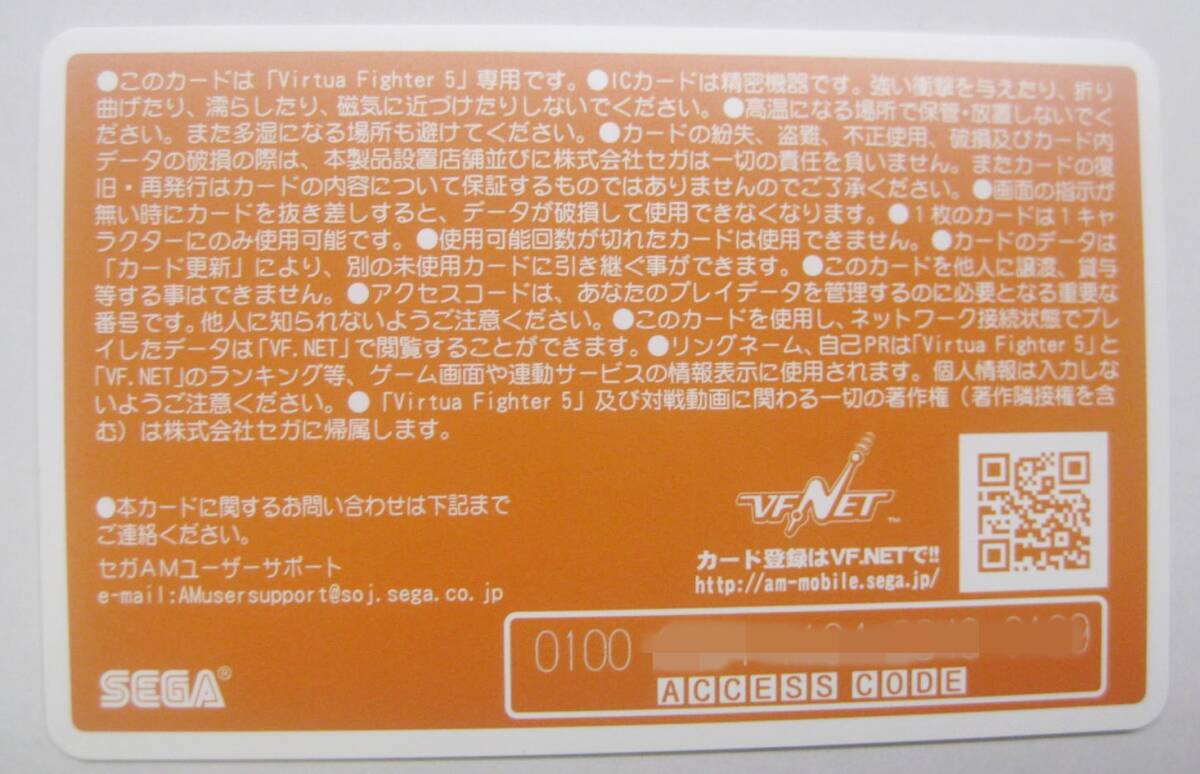 ●このカードは「Virtua Fighter 5」専用です。●ICカードは精密機器です。強い衝撃を与えたり、折り
曲げたり、濡らしたり、磁気に近づけたりしないでください。●高温になる場所で保管・放置しないでく
ださい。また多湿になる場所も避けてください。●カードの紛失、盗難、不正使用、破損及びカード内
データの破損の際は、本製品設置店舗並びに株式会社セガは一切の責任を負いません。またカードの復
旧・再発行はカードの内容について保証するものではありませんのでご了承ください。●画面の指示が
無い時にカードを抜き差しすると、データが破損して使用できなくなります。●1枚のカードは1キャ
ラクターにのみ使用可能です。●使用可能回数が切れたカードは使用できません。●カードのデータは
「カード更新」により、別の未使用カードに引き継ぐ事ができます。●このカードを他人に譲渡、貸与
等する事はできません。●アクセスコードは、あなたのプレイデータを管理するのに必要となる重要な
番号です。他人に知られないようご注意ください。●このカードを使用し、ネットワーク接続状態でプレ
イしたデータは「VF.NET」で閲覧することができます。●リングネーム、自己PRは「Virtua Fighter 5」と
「VF.NET」のランキング等、ゲーム画面や連動サービスの情報表示に使用されます。個人情報は入力しな
いようご注意ください。●「Virtua Fighter 5」及び対戦動画に関わる一切の著作権（著作隣接権を含
む）は株式会社セガに帰属します。
●本カードに関するお問い合わせは下記まで
ご連絡ください。
セガAMユーザーサポート
e-mail:AMusersupport@soj.sega.co.jp
VF.NET™
カード登録はVF.NETで!!
http://am-mobile.sega.jp/
0100
ACCESS CODE
SEGA®